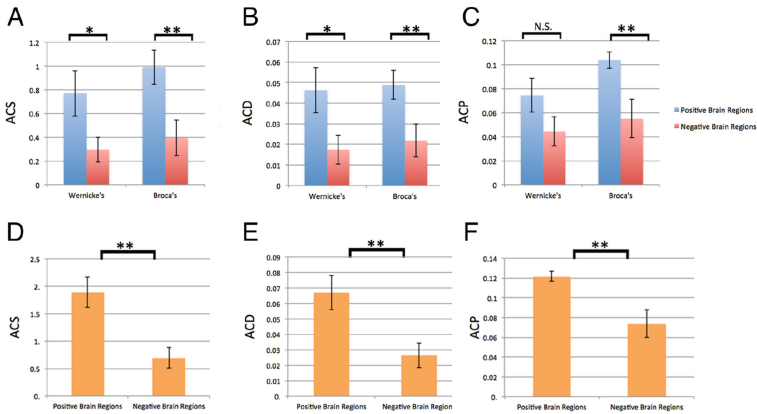 A
*
**
ACS
1.2
1
0.8
0.6
0.4
0.2
0
Wernicke's
Broca's
B
*
**
ACD
0.07
0.06
0.05
0.04
0.03
0.02
0.01
0
Wernicke's
Broca's
C
N.S.
**
ACP
0.12
0.1
0.08
0.06
0.04
0.02
0
Wernicke's
Broca's
Positive Brain Regions
Negative Brain Regions
D
**
ACS
2.5
2.
1.5
1
0.5
0.
Positive Brain Regions
Negative Brain Regions
E
**
ACD
0.09
0.08
0.07
0.06
0.05
0.04
0.03
0.02
0.01
0.00
Positive Brain Regions
Negative Brain Region
F
**
ACP
0.14
0.12
0.10
0.08
0.06
0.04
0.02
0.00
Positive Brain Regions
Negative Brain Regions